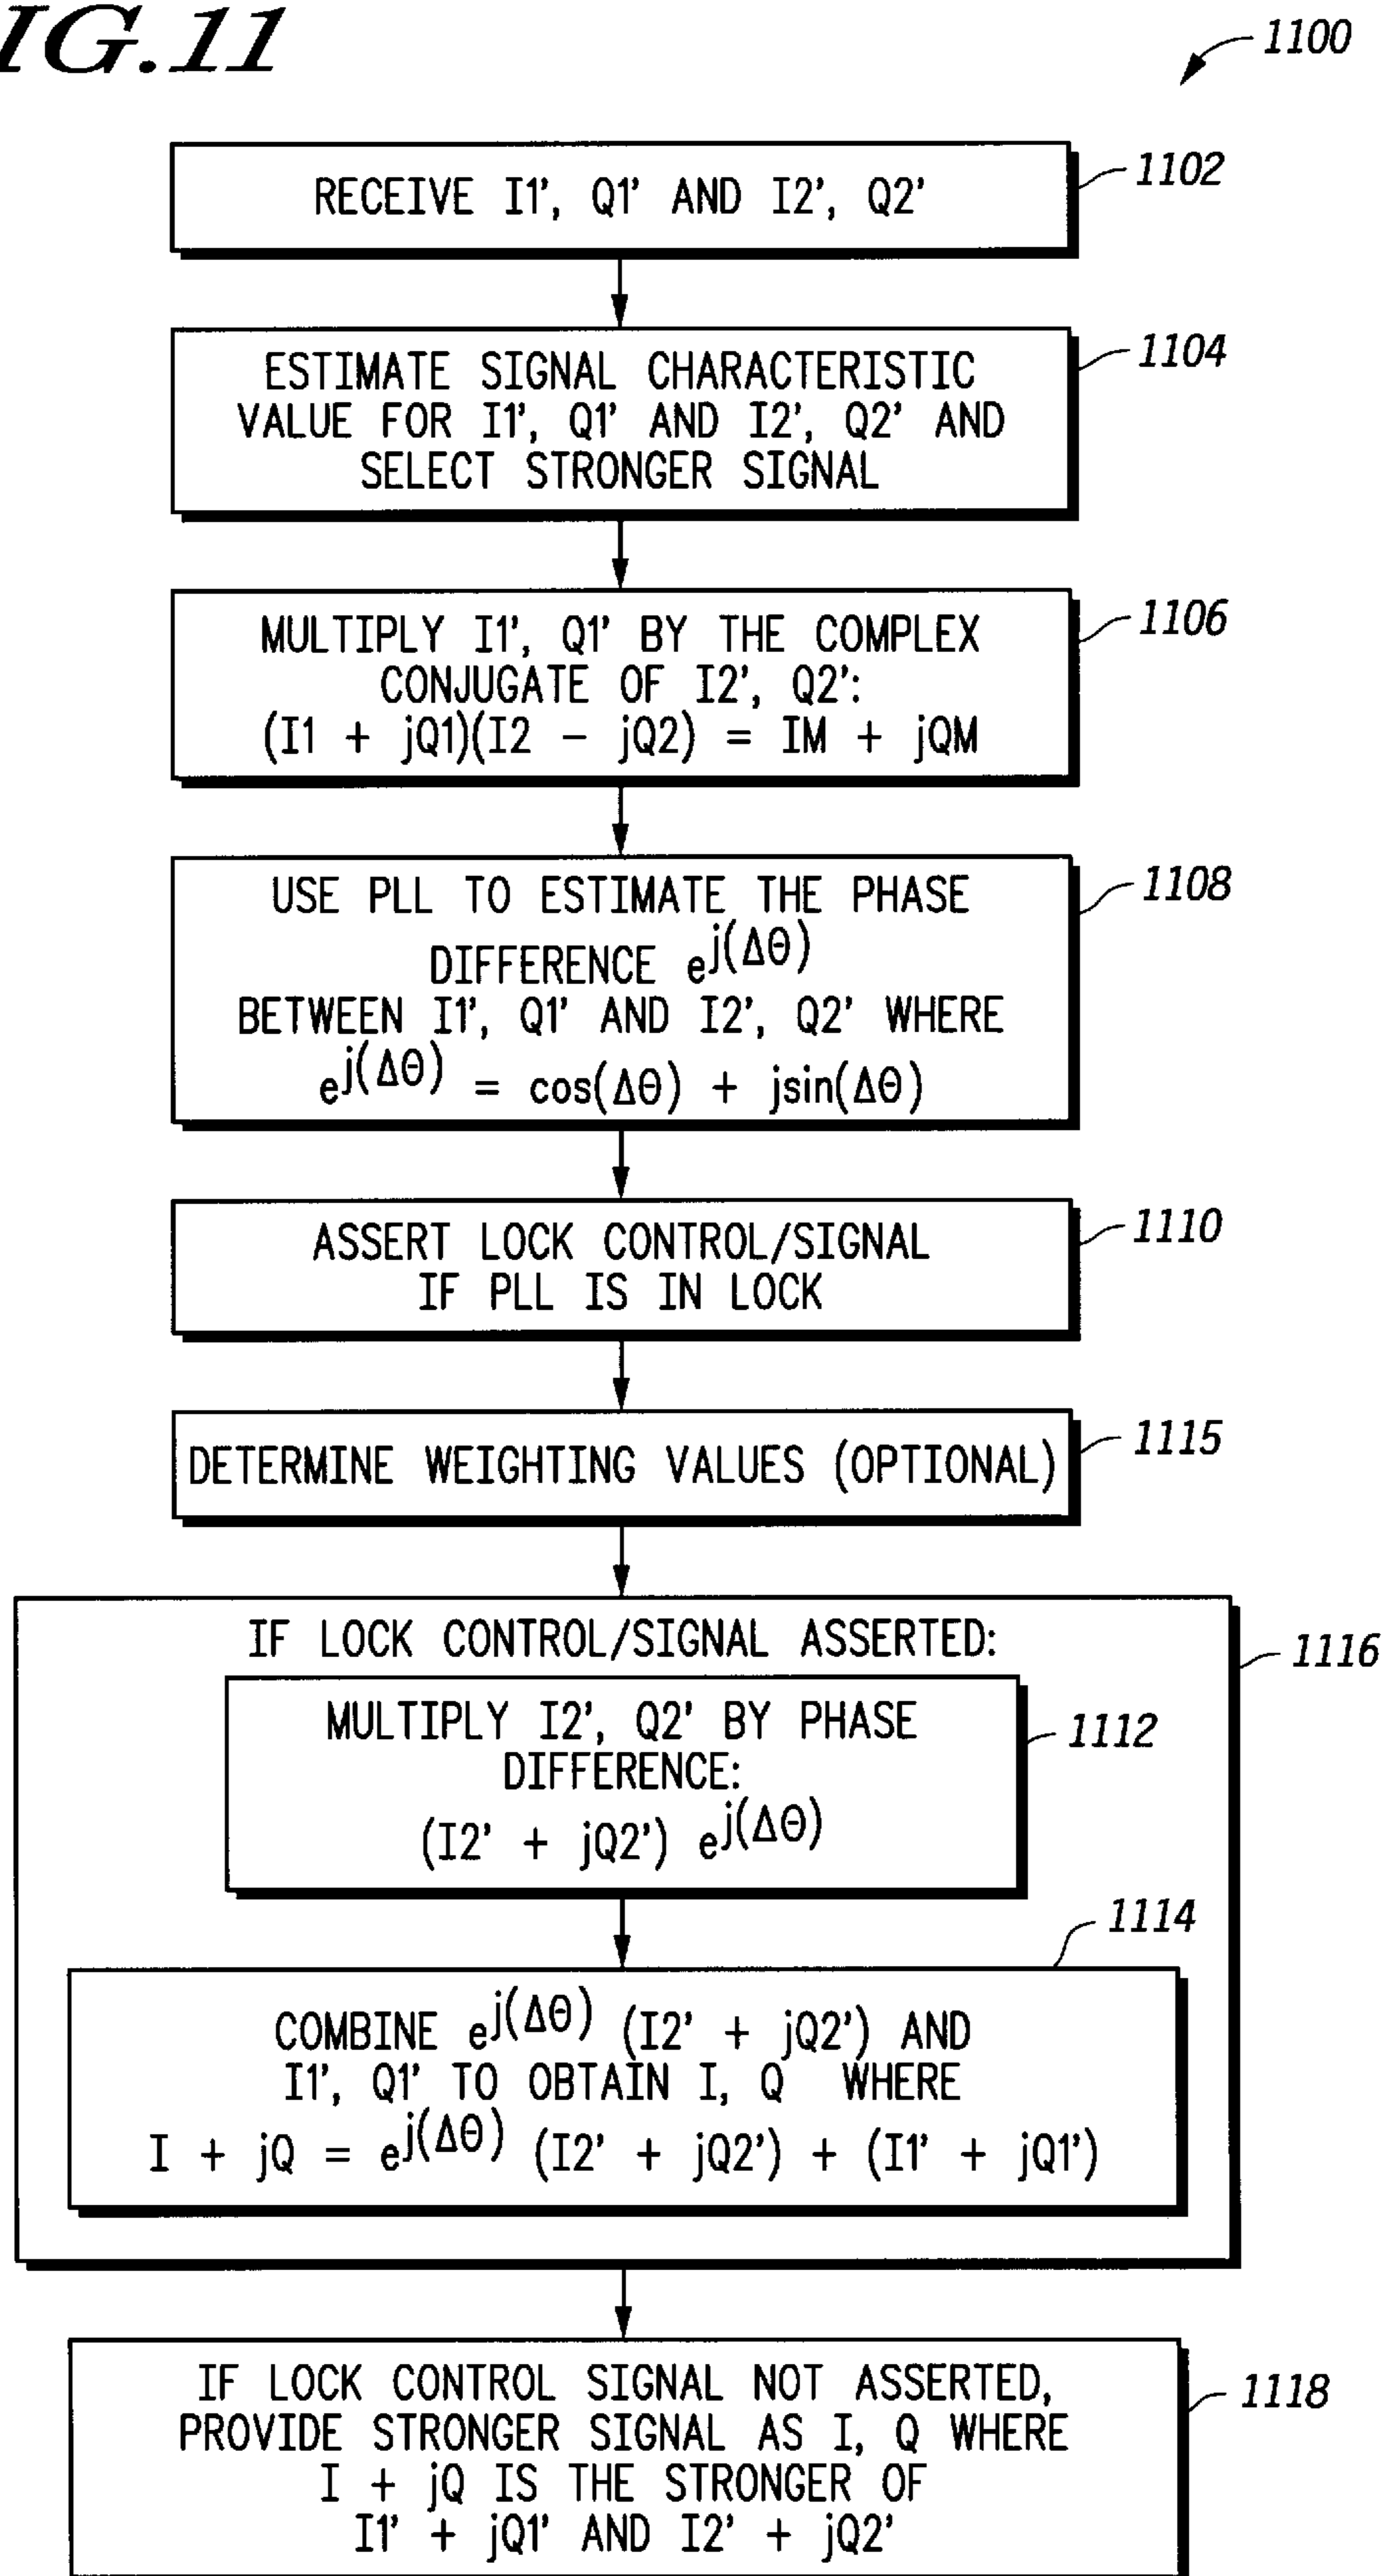 IG.11
1100
RECEIVE I1', Q1' AND I2', Q2'
1102
ESTIMATE SIGNAL CHARACTERISTIC
VALUE FOR I1', Q1' AND I2', Q2' AND
SELECT STRONGER SIGNAL
1104
MULTIPLY I1', Q1' BY THE COMPLEX
CONJUGATE OF I2', Q2':
(I1 + jQ1)(I2 - jQ2) = IM + jQM
1106
USE PLL TO ESTIMATE THE PHASE
DIFFERENCE e^j(ΔΘ)
BETWEEN I1', Q1' AND I2', Q2' WHERE
e^j(ΔΘ) = cos(ΔΘ) + jsin(ΔΘ)
1108
ASSERT LOCK CONTROL/SIGNAL
IF PLL IS IN LOCK
1110
DETERMINE WEIGHTING VALUES (OPTIONAL)
1115
IF LOCK CONTROL/SIGNAL ASSERTED:
1116
MULTIPLY I2', Q2' BY PHASE
DIFFERENCE:
(I2' + jQ2') e^j(ΔΘ)
1112
1114
COMBINE e^j(ΔΘ) (I2' + jQ2') AND
I1', Q1' TO OBTAIN I, Q WHERE
I + jQ = e^j(ΔΘ) (I2' + jQ2') + (I1' + jQ1')
IF LOCK CONTROL SIGNAL NOT ASSERTED,
PROVIDE STRONGER SIGNAL AS I, Q WHERE
I + jQ IS THE STRONGER OF
I1' + jQ1' AND I2' + jQ2'
1118